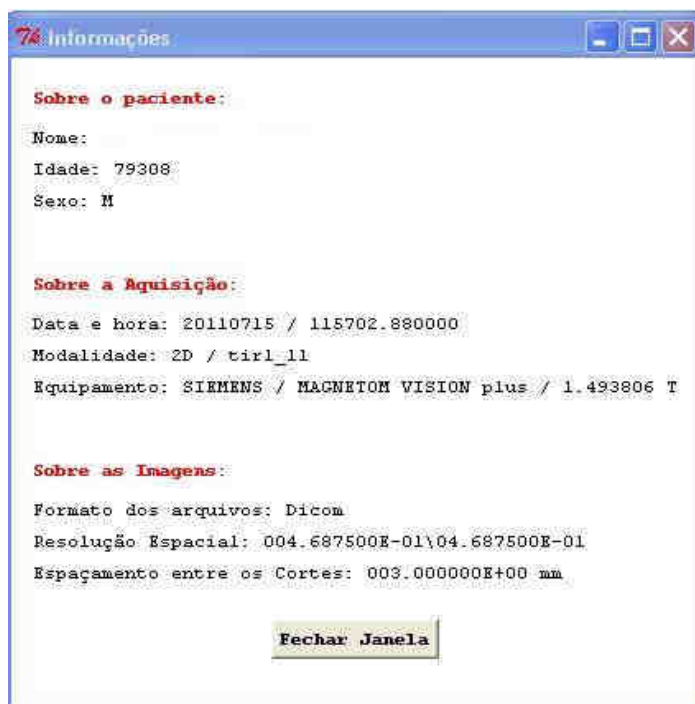 Informações
Sobre o paciente:
Nome:
Idade: 79308
Sexo: M
Sobre a Aquisição:
Data e hora: 20110715 / 115702.880000
Modalidade: 2D / tirl_ll
Equipamento: SIEMENS / MAGNETOM VISION plus / 1.493806 T
Sobre as Imagens:
Formato dos arquivos: Dicom
Resolução Espacial: 004.687500E-01\04.687500E-01
Espaçamento entre os Cortes: 003.000000E+00 mm
Fechar Janela